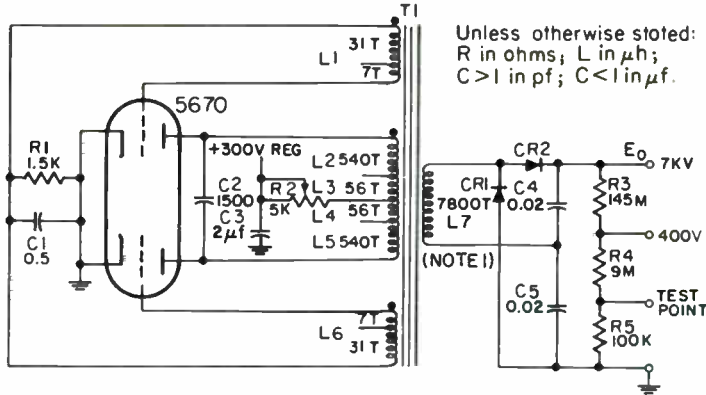 T1
31T
L1
7T
Unless otherwise stoted:
R in ohms; L in μh;
C>1 in pf; C<1 in μf.
5670
R1
1.5K
C1
0.5
+300V REG
C2
1500
R2
5K
C3
2μf
L2 540T
L3 56T
L4 56T
L5 540T
L6
7T
31T
CR1
7800T
L7
(NOTE 1)
CR2
C4
0.02
C5
0.02
E₀
7KV
R3
145M
400V
R4
9M
TEST
POINT
R5
100K